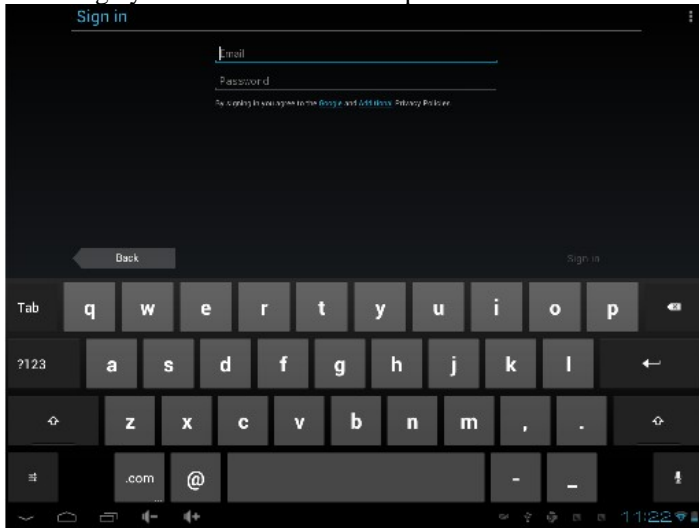 Sign in
Email
Password
By signing in you agree to the Google and Additional Privacy Policies
Back
Sign in
Tab q w e r t y u i o p
?123 a s d f g h j k l
z x c v b n m , .
.com @ - _
11:22